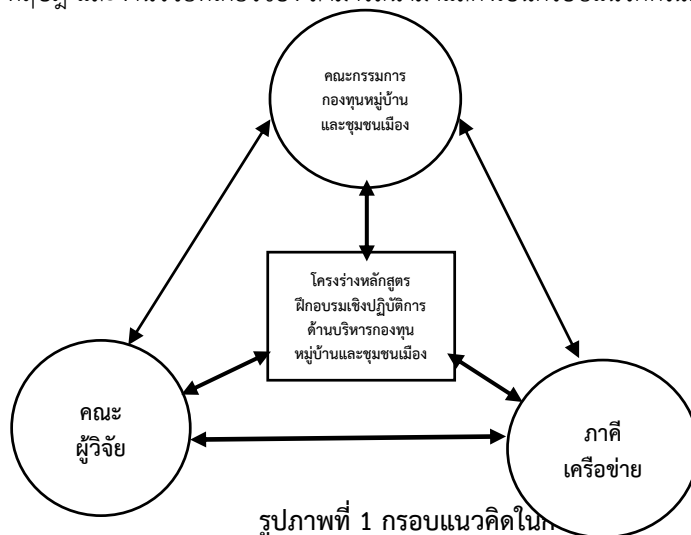 คณะกรรมการ
กองทุนหมู่บ้าน
และชุมชนเมือง
โครงร่างหลักสูตร
ฝึกอบรมเชิงปฏิบัติการ
ด้านบริหารกองทุน
หมู่บ้านและชุมชนเมือง
คณะ
ผู้วิจัย
ภาคี
เครือข่าย
รูปภาพที่ 1 กรอบแนวคิดใน